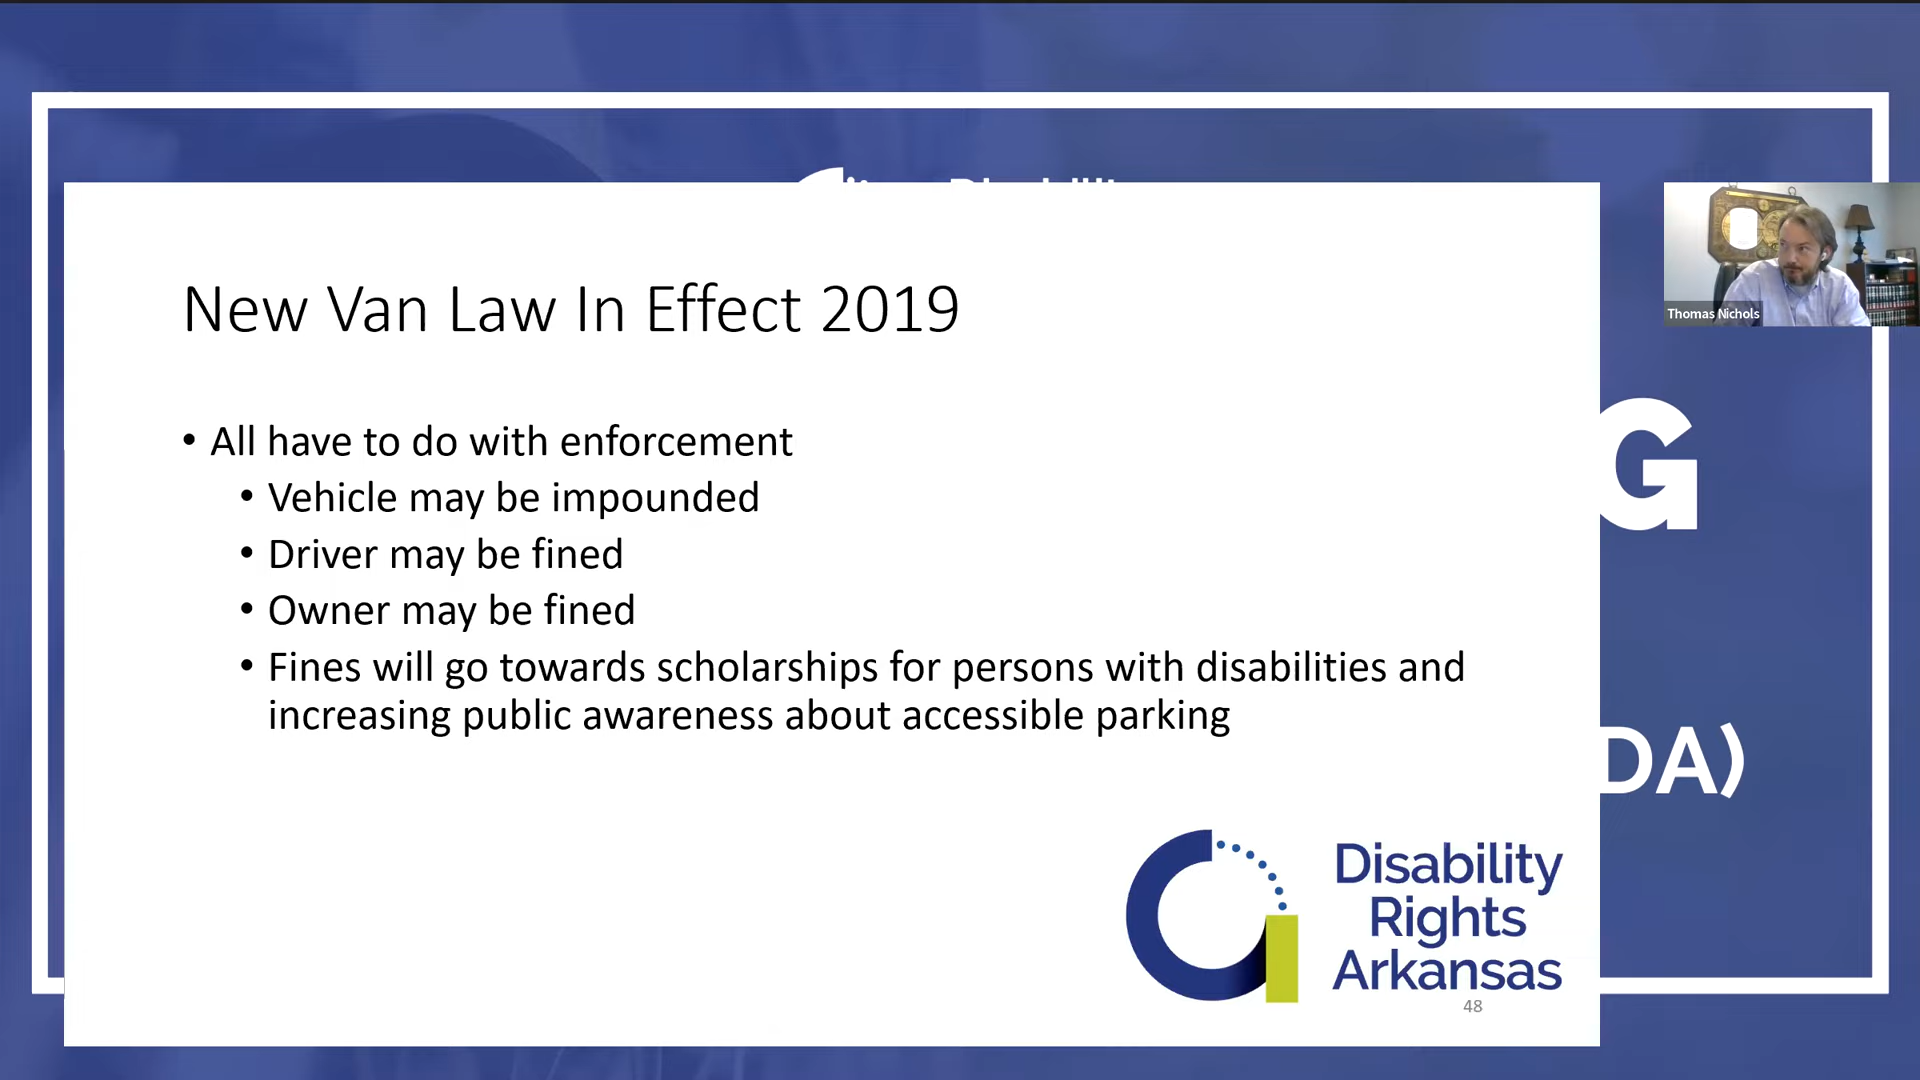 New Van Law In Effect 2019
• All have to do with enforcement
• Vehicle may be impounded
• Driver may be fined
• Owner may be fined
• Fines will go towards scholarships for persons with disabilities and
increasing public awareness about accessible parking
Disability
Rights
Arkansas
48
Thomas Nichols
G
DA)